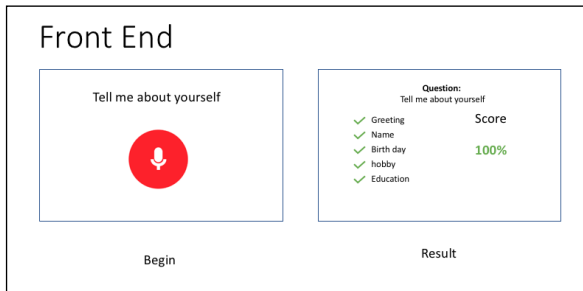 Front End
Tell me about yourself
Begin
Question:
Tell me about yourself
Greeting
Name
Birth day
hobby
Education
Score
100%
Result